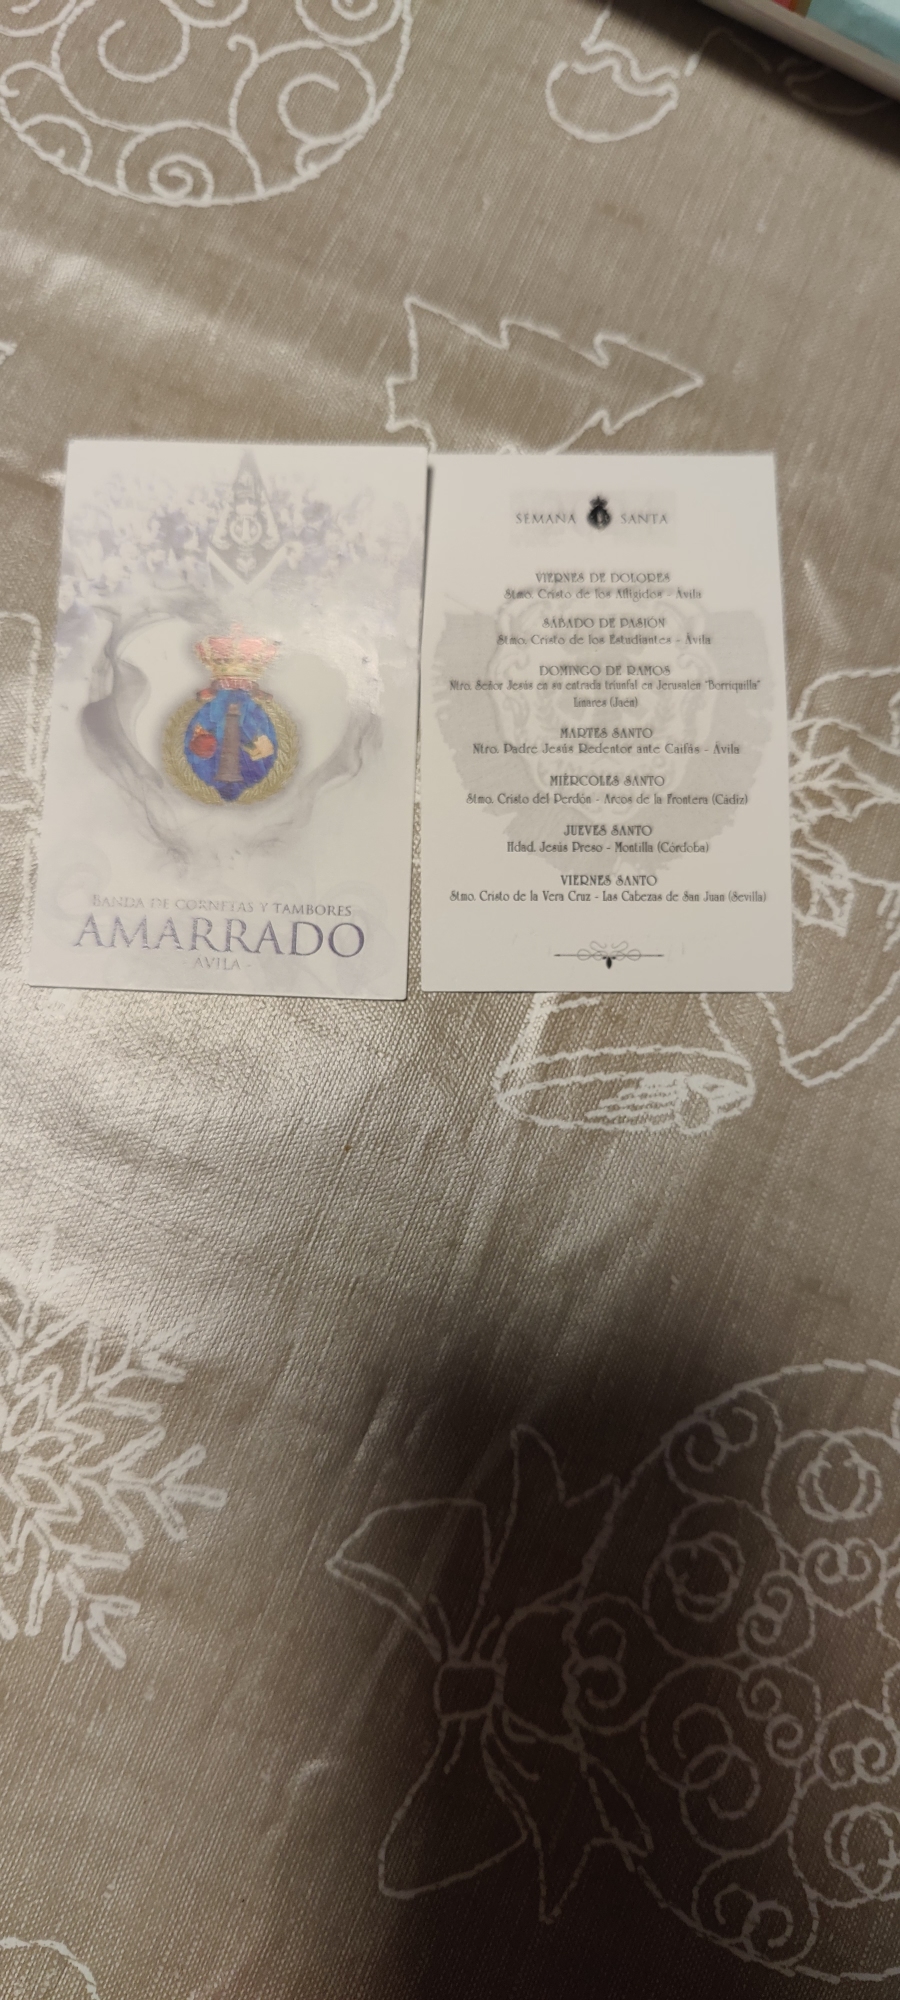 BANDA DE CORNETAS Y TAMBORES
AMARRADO
- AVILA -
SEMANA SANTA
VIERNES DE DOLORES
Stmo. Cristo de los Afligidos - Ávila
SÁBADO DE PASIÓN
Stmo. Cristo de los Estudiantes - Ávila
DOMINGO DE RAMOS
Ntro. Señor Jesús en su entrada triunfal en Jerusalén "Borriquilla"
Linares (Jaén)
MARTES SANTO
Ntro. Padre Jesús Redentor ante Caifás - Ávila
MIÉRCOLES SANTO
Stmo. Cristo del Perdón - Arcos de la Frontera (Cádiz)
JUEVES SANTO
Hdad. Jesús Preso - Montilla (Córdoba)
VIERNES SANTO
Stmo. Cristo de la Vera Cruz - Las Cabezas de San Juan (Sevilla)